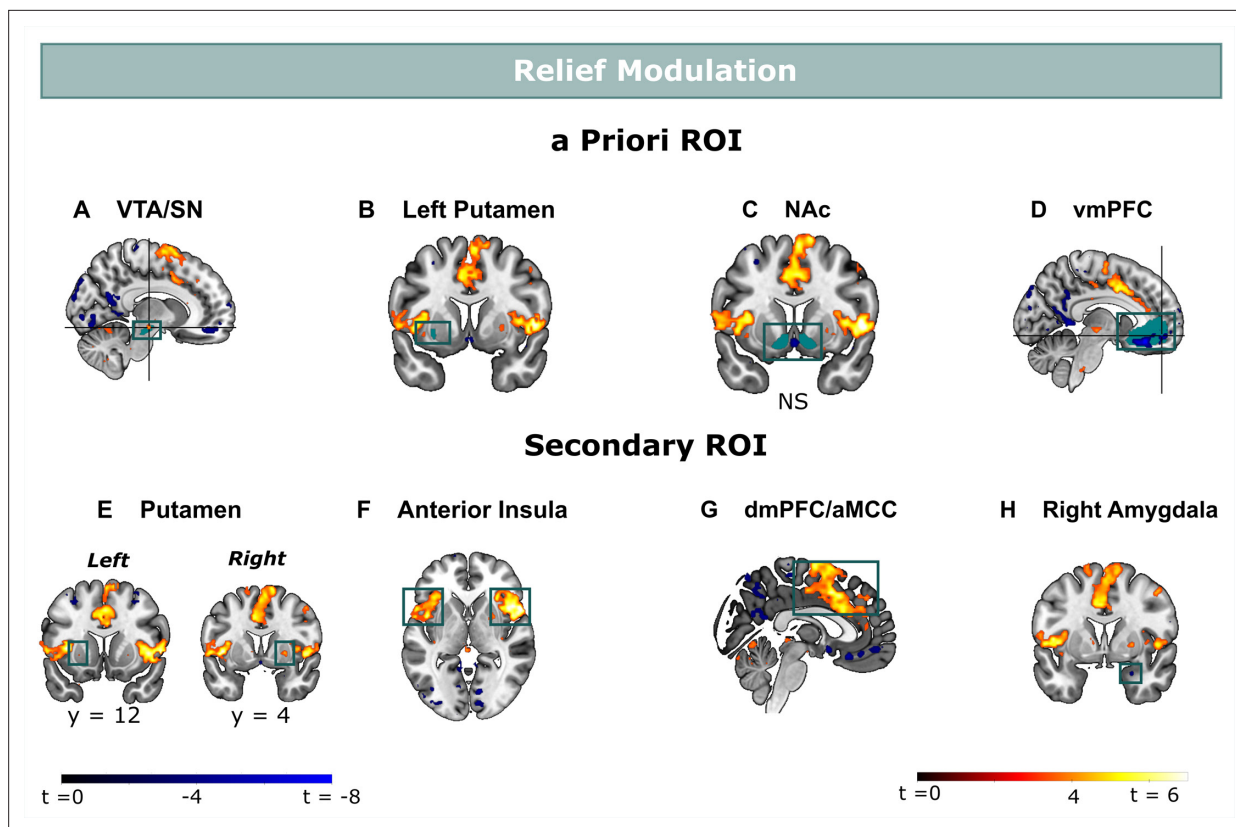 Relief Modulation
a Priori ROI
A VTA/SN
B Left Putamen
C NAc
D vmPFC
NS
Secondary ROI
E Putamen
F Anterior Insula
G dmPFC/aMCC
H Right Amygdala
Left
Right
y = 12
y = 4
t =0 -4 t = -8
t=0 4 t = 6